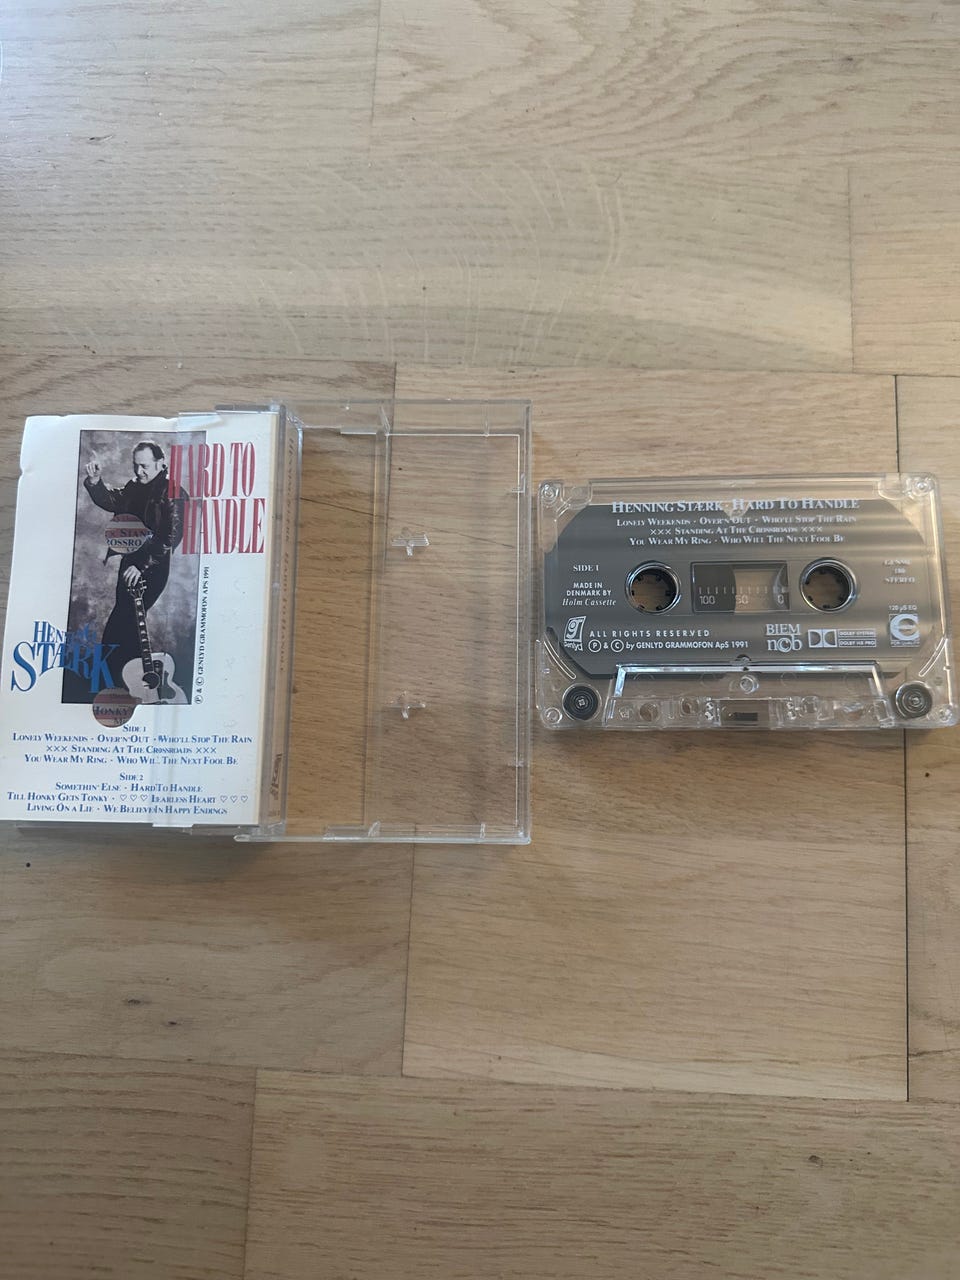 HARD TO
HANDLE
HENNING
STÆRK
℗ & © GENLYD GRAMMOFON APS 1991
SIDE 1
LONELY WEEKENDS · OVER'N'OUT · WHO'LL STOP THE RAIN
××× STANDING AT THE CROSSROADS ×××
YOU WEAR MY RING · WHO WILL THE NEXT FOOL BE
SIDE 2
SOMETHIN' ELSE · HARD TO HANDLE
TILL HONKY GETS TONKY · ♡♡♡ FEARLESS HEART ♡♡♡
LIVING ON A LIE · WE BELIEVE IN HAPPY ENDINGS
HENNING STÆRK · HARD TO HANDLE
LONELY WEEKENDS · OVER'N'OUT · WHO'LL STOP THE RAIN
××× STANDING AT THE CROSSROADS ×××
YOU WEAR MY RING · WHO WILL THE NEXT FOOL BE
SIDE 1
MADE IN
DENMARK BY
Holm Cassette
100 50 0
GENMC
186
STEREO
120 µS EQ
genlyd
ALL RIGHTS RESERVED
℗ & © by GENLYD GRAMMOFON ApS 1991
BIEM
ncb
DOLBY SYSTEM
DOLBY HX PRO